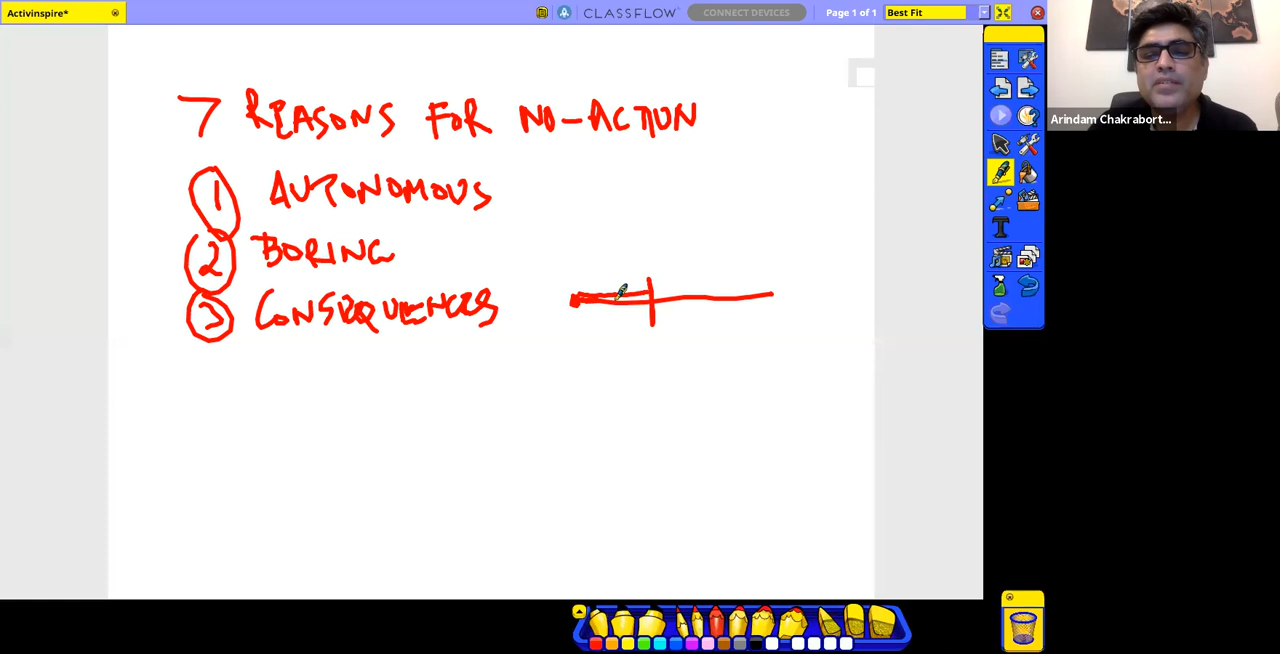 Activinspire*
CLASSFLOW
CONNECT DEVICES
Page 1 of 1
Best Fit
Arindam Chakrabort...
7 REASONS FOR NO-ACTION
1 AUTONOMOUS
2 BORING
3 CONSEQUENCES